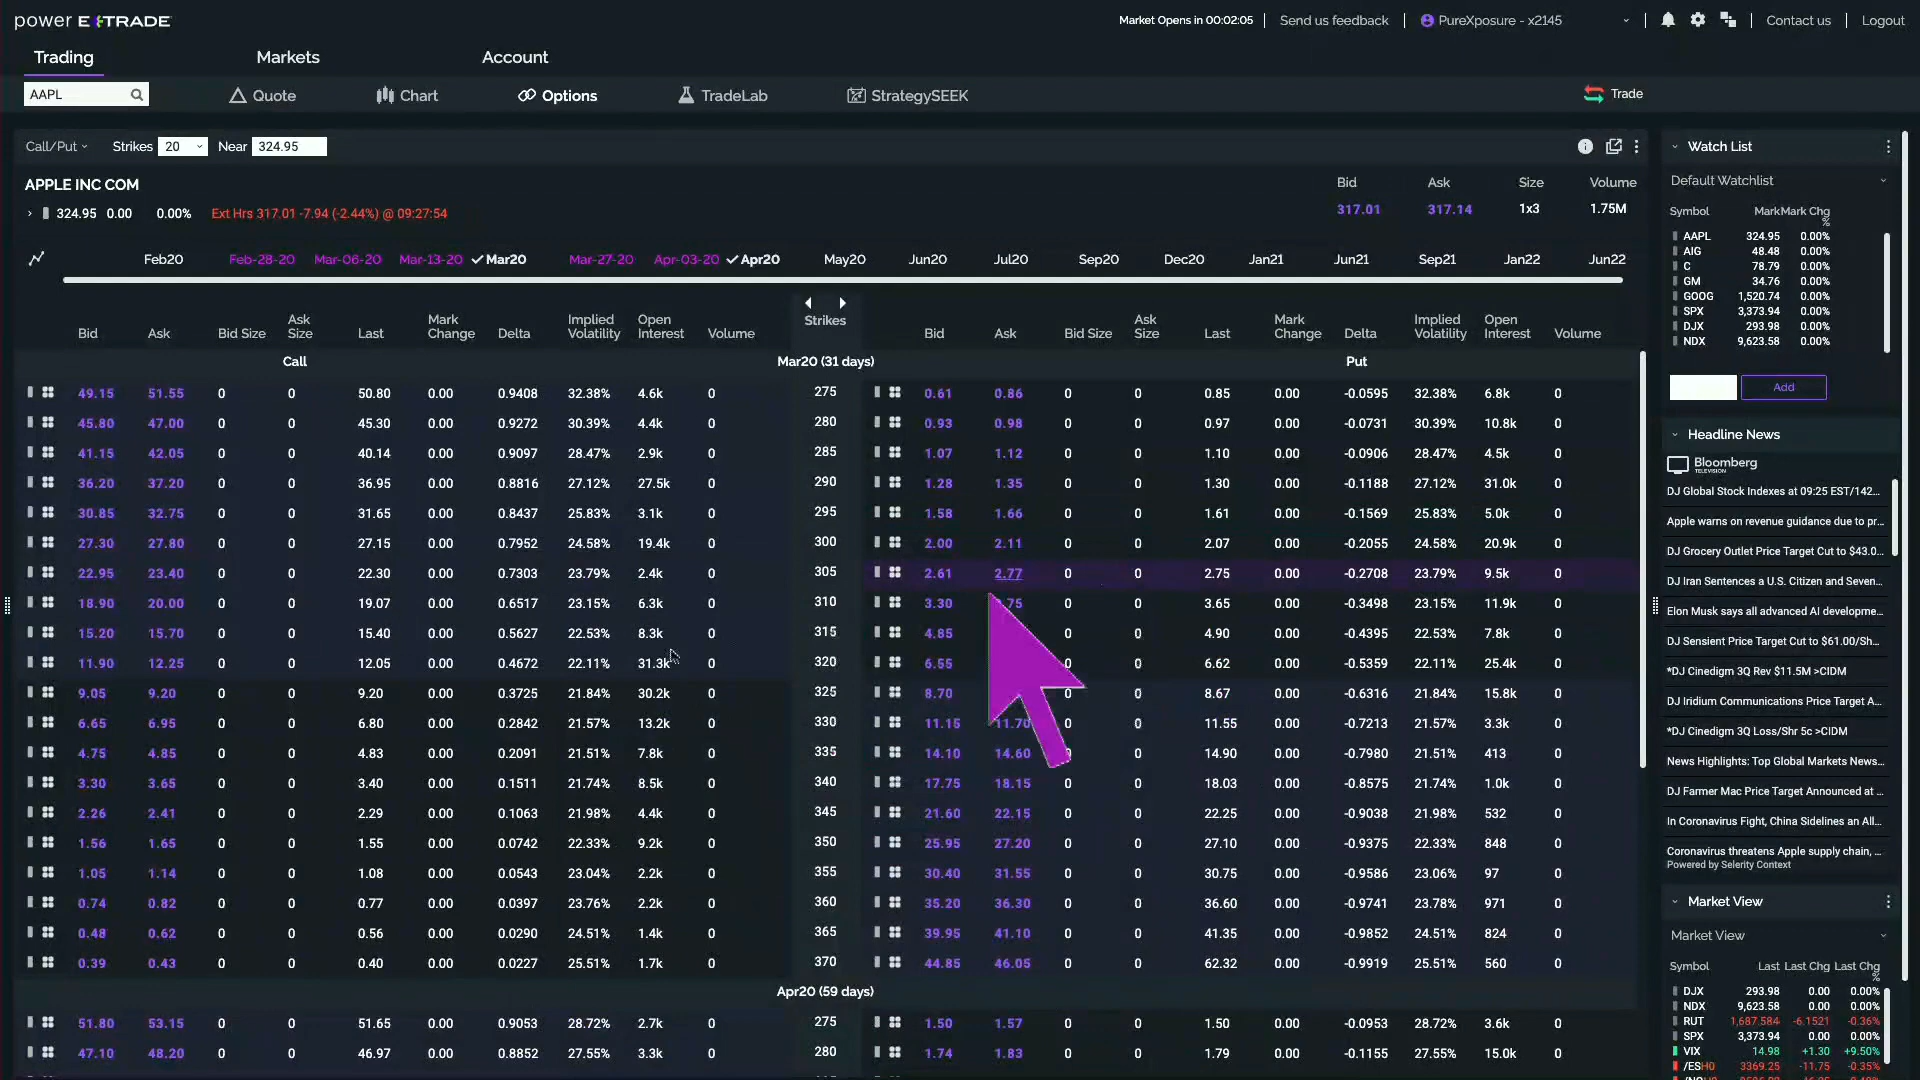 power E*TRADE
Market Opens in 00:02:05
Send us feedback
PureXposure - x2145
Contact us
Logout
Trading
Markets
Account
AAPL
Quote
Chart
Options
TradeLab
StrategySEEK
Trade
Call/Put
Strikes 20 Near 324.95
APPLE INC COM
324.95 0.00 0.00% Ext Hrs 317.01 -7.94 (-2.44%) @ 09:27:54
Bid Ask Size Volume
317.01 317.14 1x3 1.75M
Feb20 Feb-28-20 Mar-06-20 Mar-13-20 Mar20 Mar-27-20 Apr-03-20 Apr20 May20 Jun20 Jul20 Sep20 Dec20 Jan21 Jun21 Sep21 Jan22 Jun22
Bid Ask Bid Size Ask Size Last Mark Change Delta Implied Volatility Open Interest Volume Strikes Bid Ask Bid Size Ask Size Last Mark Change Delta Implied Volatility Open Interest Volume
Call Mar20 (31 days) Put
49.15 51.55 0 0 50.80 0.00 0.9408 32.38% 4.6k 0 275 0.61 0.86 0 0 0.85 0.00 -0.0595 32.38% 6.8k 0
45.80 47.00 0 0 45.30 0.00 0.9272 30.39% 4.4k 0 280 0.93 0.98 0 0 0.97 0.00 -0.0731 30.39% 10.8k 0
41.15 42.05 0 0 40.14 0.00 0.9097 28.47% 2.9k 0 285 1.07 1.12 0 0 1.10 0.00 -0.0906 28.47% 4.5k 0
36.20 37.20 0 0 36.95 0.00 0.8816 27.12% 27.5k 0 290 1.28 1.35 0 0 1.30 0.00 -0.1188 27.12% 31.0k 0
30.85 32.75 0 0 31.65 0.00 0.8437 25.83% 3.1k 0 295 1.58 1.66 0 0 1.61 0.00 -0.1569 25.83% 5.0k 0
27.30 27.80 0 0 27.15 0.00 0.7952 24.58% 19.4k 0 300 2.00 2.11 0 0 2.07 0.00 -0.2055 24.58% 20.9k 0
22.95 23.40 0 0 22.30 0.00 0.7303 23.79% 2.4k 0 305 2.61 2.77 0 0 2.75 0.00 -0.2708 23.79% 9.5k 0
18.90 20.00 0 0 19.07 0.00 0.6517 23.15% 6.3k 0 310 3.30 0 0 3.65 0.00 -0.3498 23.15% 11.9k 0
15.20 15.70 0 0 15.40 0.00 0.5627 22.53% 8.3k 0 315 4.85 0 0 4.90 0.00 -0.4395 22.53% 7.8k 0
11.90 12.25 0 0 12.05 0.00 0.4672 22.11% 31.3k 0 320 6.55 0 0 6.62 0.00 -0.5359 22.11% 25.4k 0
9.05 9.20 0 0 9.20 0.00 0.3725 21.84% 30.2k 0 325 8.70 0 0 8.67 0.00 -0.6316 21.84% 15.8k 0
6.65 6.95 0 0 6.80 0.00 0.2842 21.57% 13.2k 0 330 11.15 11.70 0 11.55 0.00 -0.7213 21.57% 3.3k 0
4.75 4.85 0 0 4.83 0.00 0.2091 21.51% 7.8k 0 335 14.10 14.60 0 0 14.90 0.00 -0.7980 21.51% 413 0
3.30 3.65 0 0 3.40 0.00 0.1511 21.74% 8.5k 0 340 17.75 18.15 0 0 18.03 0.00 -0.8575 21.74% 1.0k 0
2.26 2.41 0 0 2.29 0.00 0.1063 21.98% 4.4k 0 345 21.60 22.15 0 0 22.25 0.00 -0.9038 21.98% 532 0
1.56 1.65 0 0 1.55 0.00 0.0742 22.33% 9.2k 0 350 25.95 27.20 0 0 27.10 0.00 -0.9375 22.33% 848 0
1.05 1.14 0 0 1.08 0.00 0.0543 23.04% 2.2k 0 355 30.40 31.55 0 0 30.75 0.00 -0.9586 23.06% 97 0
0.74 0.82 0 0 0.77 0.00 0.0397 23.76% 2.2k 0 360 35.20 36.30 0 0 36.60 0.00 -0.9741 23.78% 971 0
0.48 0.62 0 0 0.56 0.00 0.0290 24.51% 1.4k 0 365 39.95 41.10 0 0 41.35 0.00 -0.9852 24.51% 824 0
0.39 0.43 0 0 0.40 0.00 0.0227 25.51% 1.7k 0 370 44.85 46.05 0 0 62.32 0.00 -0.9919 25.51% 560 0
Apr20 (59 days)
51.80 53.15 0 0 51.65 0.00 0.9053 28.72% 2.7k 0 275 1.50 1.57 0 0 1.50 0.00 -0.0953 28.72% 3.6k 0
47.10 48.20 0 0 46.97 0.00 0.8852 27.55% 3.3k 0 280 1.74 1.83 0 0 1.79 0.00 -0.1155 27.55% 15.0k 0
Watch List
Default Watchlist
Symbol Mark Mark Chg %
AAPL 324.95 0.00%
AIG 48.48 0.00%
C 78.79 0.00%
GM 34.76 0.00%
GOOG 1,520.74 0.00%
SPX 3,373.94 0.00%
DJX 293.98 0.00%
NDX 9,623.58 0.00%
Add
Headline News
Bloomberg
TELEVISION
DJ Global Stock Indexes at 09:25 EST/142...
Apple warns on revenue guidance due to pr...
DJ Grocery Outlet Price Target Cut to $43.0...
DJ Iran Sentences a U.S. Citizen and Seven...
Elon Musk says all advanced AI developme...
DJ Sensient Price Target Cut to $61.00/Sh...
*DJ Cinedigm 3Q Rev $11.5M >CIDM
DJ Iridium Communications Price Target A...
*DJ Cinedigm 3Q Loss/Shr 5c >CIDM
News Highlights: Top Global Markets News...
DJ Farmer Mac Price Target Announced at ...
In Coronavirus Fight, China Sidelines an All...
Coronavirus threatens Apple supply chain, ...
Powered by Selerity Context
Market View
Market View
Symbol Last Last Chg Last Chg %
DJX 293.98 0.00 0.00%
NDX 9,623.58 0.00 0.00%
RUT 1,687.584 -6.1521 -0.36%
SPX 3,373.94 0.00 0.00%
VIX 14.98 +1.30 +9.50%
/ESH0 3369.25 -11.75 -0.35%